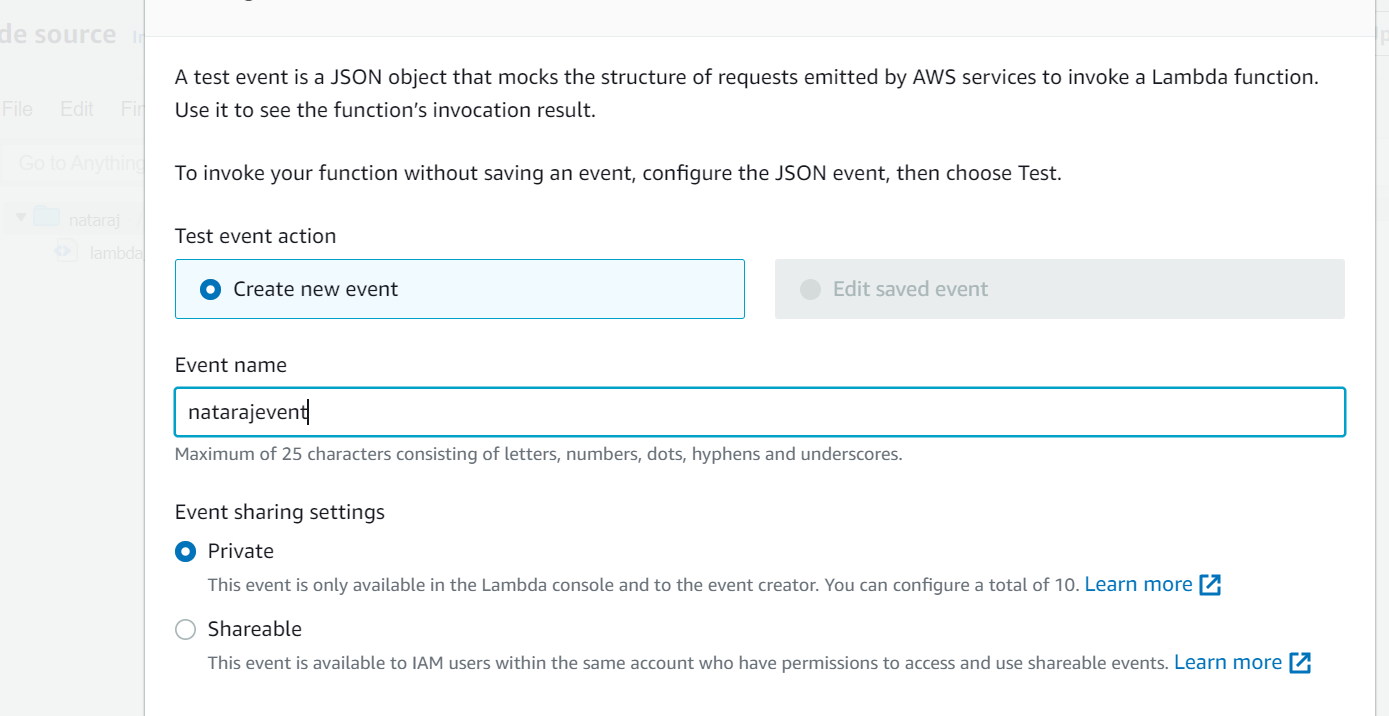 de source
A test event is a JSON object that mocks the structure of requests emitted by AWS services to invoke a Lambda function.
Use it to see the function’s invocation result.
File Edit
To invoke your function without saving an event, configure the JSON event, then choose Test.
Go to Anything
nataraj
lambda
Test event action
Create new event
Edit saved event
Event name
natarajevent
Maximum of 25 characters consisting of letters, numbers, dots, hyphens and underscores.
Event sharing settings
Private
This event is only available in the Lambda console and to the event creator. You can configure a total of 10. Learn more
Shareable
This event is available to IAM users within the same account who have permissions to access and use shareable events. Learn more